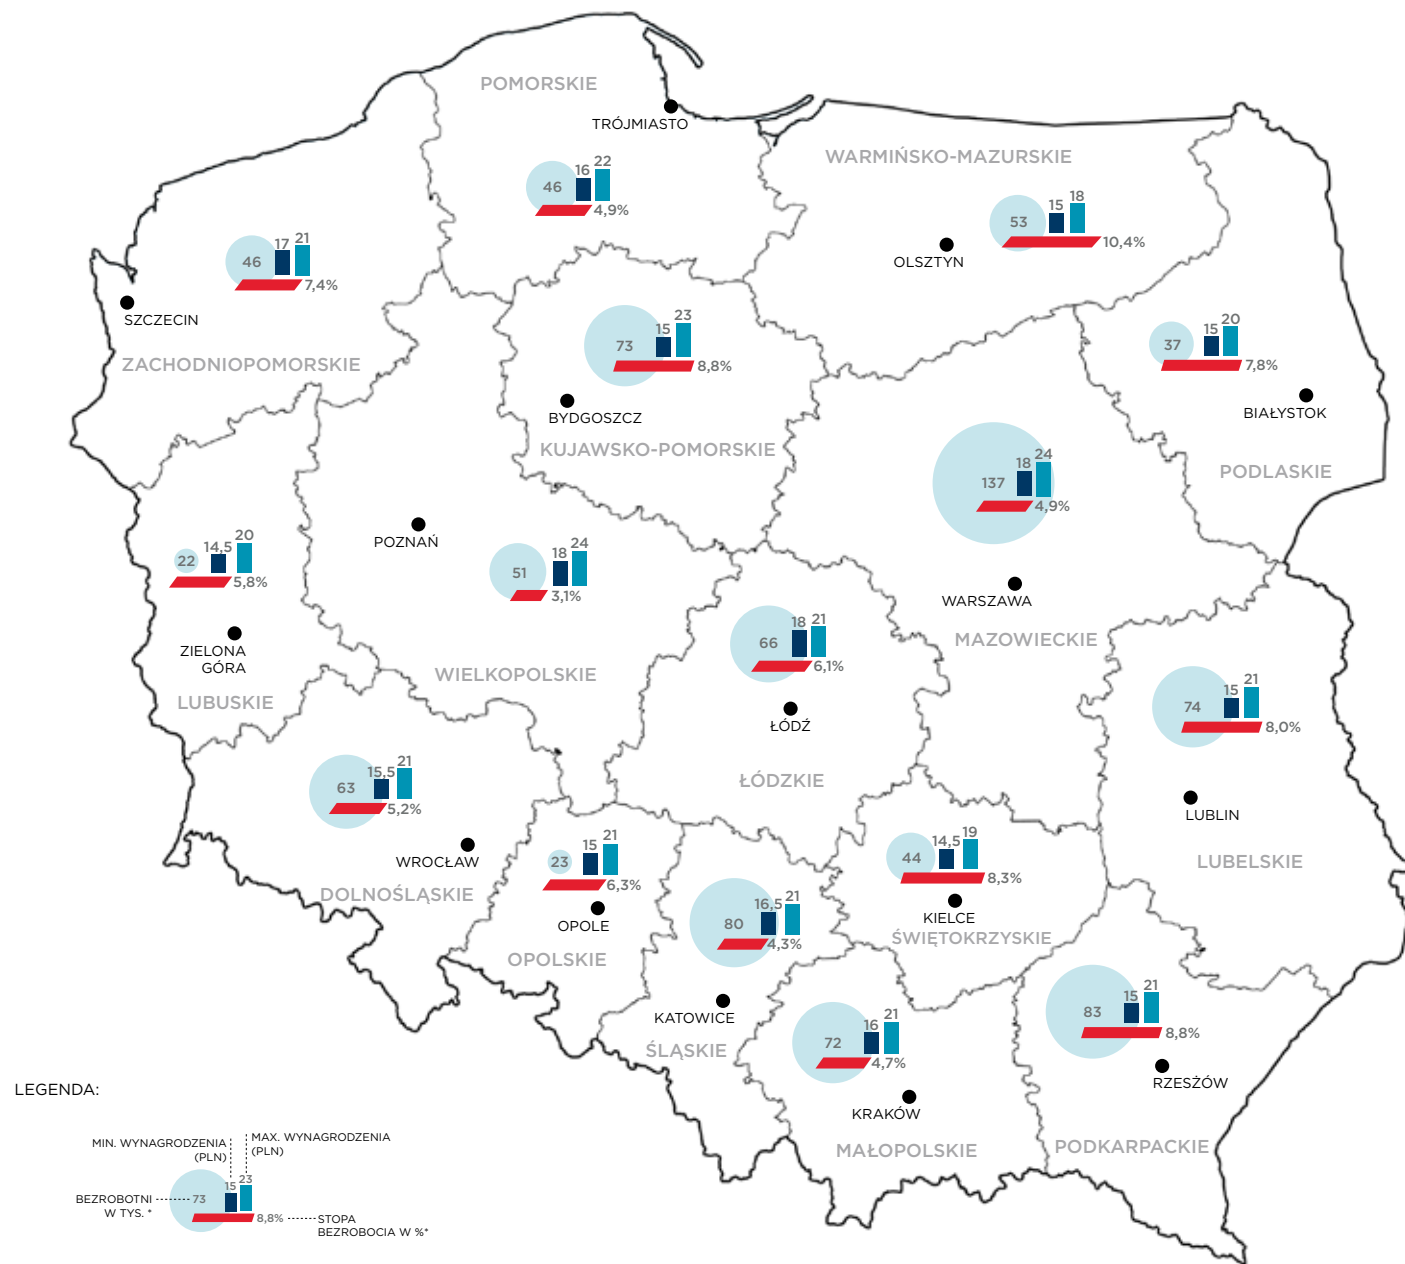 POMORSKIE
TRÓJMIASTO
46
16
22
4,9%
WARMIŃSKO-MAZURSKIE
53
15
18
10,4%
OLSZTYN
46
17
21
7,4%
SZCZECIN
ZACHODNIOPOMORSKIE
73
15
23
8,8%
BYDGOSZCZ
KUJAWSKO-POMORSKIE
37
15
20
7,8%
BIAŁYSTOK
PODLASKIE
137
18
24
4,9%
WARSZAWA
MAZOWIECKIE
POZNAŃ
51
18
24
3,1%
WIELKOPOLSKIE
22
14,5
20
5,8%
ZIELONA
GÓRA
LUBUSKIE
66
18
21
6,1%
ŁÓDŹ
ŁÓDZKIE
74
15
21
8,0%
LUBLIN
LUBELSKIE
63
15,5
21
5,2%
WROCŁAW
DOLNOŚLĄSKIE
23
15
21
6,3%
OPOLE
OPOLSKIE
44
14,5
19
8,3%
KIELCE
ŚWIĘTOKRZYSKIE
80
16,5
21
4,3%
KATOWICE
ŚLĄSKIE
72
16
21
4,7%
KRAKÓW
MAŁOPOLSKIE
83
15
21
8,8%
RZESŻÓW
PODKARPACKIE
LEGENDA:
MIN. WYNAGRODZENIA
(PLN)
MAX. WYNAGRODZENIA
(PLN)
BEZROBOTNI
W TYS. *
73
15
23
8,8%
STOPA
BEZROBOCIA W %*